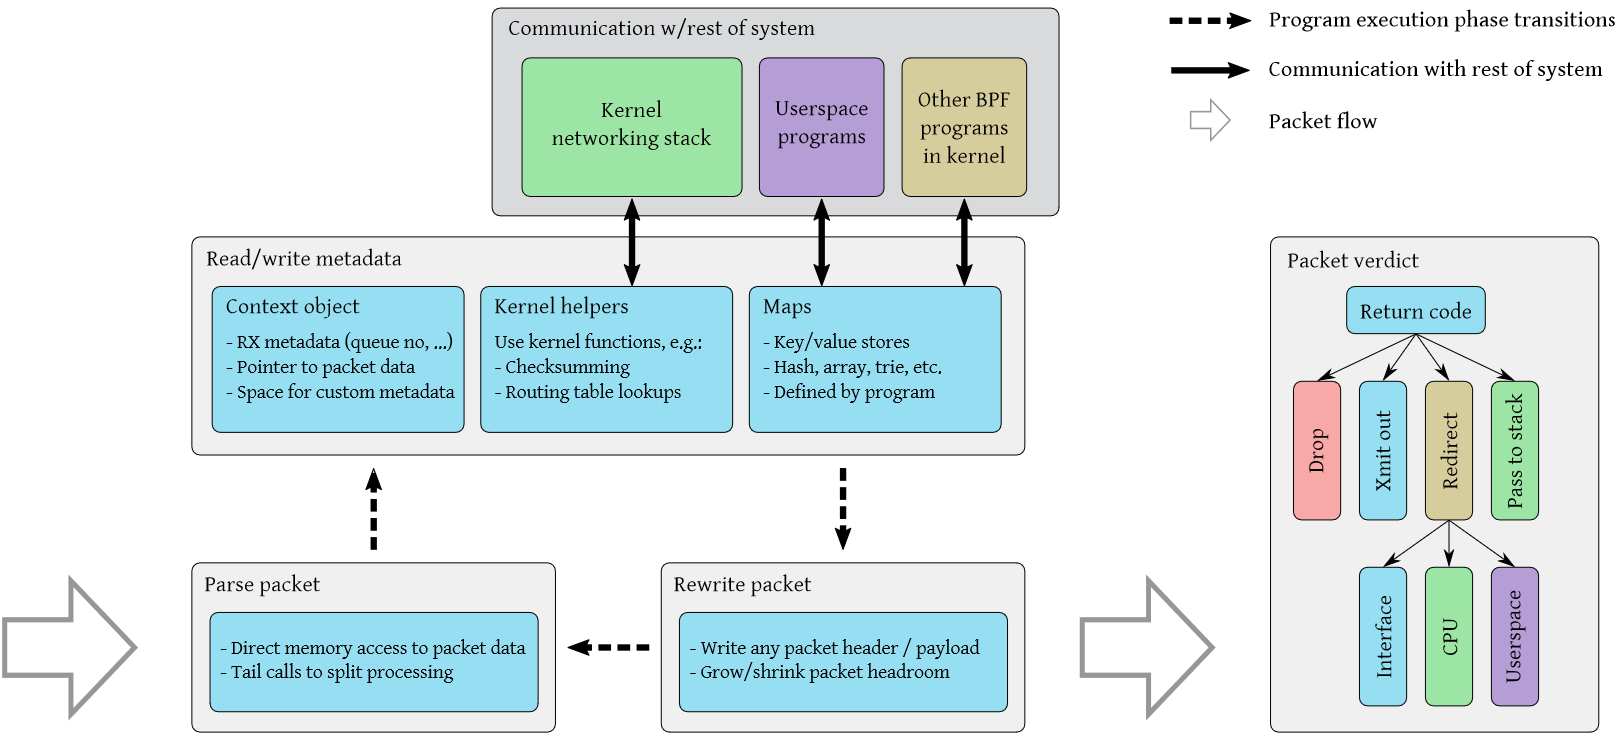 Communication w/rest of system
Kernel
networking stack
Userspace
programs
Other BPF
programs
in kernel
Program execution phase transitions
Communication with rest of system
Packet flow
Read/write metadata
Context object
- RX metadata (queue no, ...)
- Pointer to packet data
- Space for custom metadata
Kernel helpers
Use kernel functions, e.g.:
- Checksumming
- Routing table lookups
Maps
- Key/value stores
- Hash, array, trie, etc.
- Defined by program
Parse packet
- Direct memory access to packet data
- Tail calls to split processing
Rewrite packet
- Write any packet header / payload
- Grow/shrink packet headroom
Packet verdict
Return code
Drop
Xmit out
Redirect
Pass to stack
Interface
CPU
Userspace